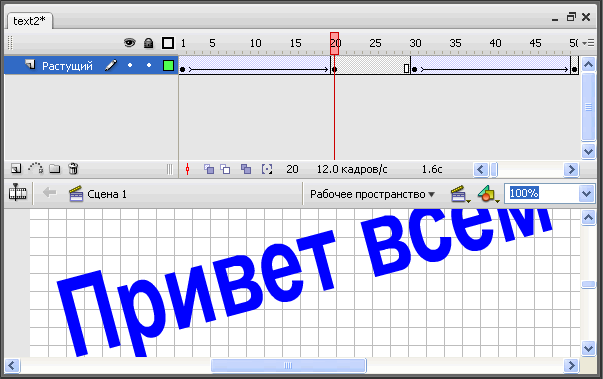 text2*
1 5 10 15 20 25 30 35 40 45 50
Растущий
20 12.0 кадров/с 1.6с
Сцена 1 Рабочее пространство 100%
Привет всем